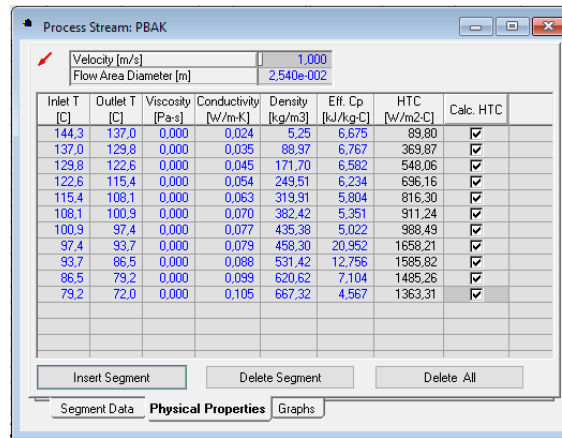 Process Stream: PBAK
Velocity [m/s] 1,000
Flow Area Diameter [m] 2,540e-002
Inlet T [C] Outlet T [C] Viscosity [Pa-s] Conductivity [W/m-K] Density [kg/m3] Eff. Cp [kJ/kg-C] HTC [W/m2-C] Calc. HTC
144,3 137,0 0,000 0,024 5,25 6,675 89,80
137,0 129,8 0,000 0,035 88,97 6,767 369,87
129,8 122,6 0,000 0,045 171,70 6,582 548,06
122,6 115,4 0,000 0,054 249,51 6,234 696,16
115,4 108,1 0,000 0,063 319,91 5,804 816,30
108,1 100,9 0,000 0,070 382,42 5,351 911,24
100,9 97,4 0,000 0,077 435,38 5,022 988,49
97,4 93,7 0,000 0,079 458,30 20,952 1658,21
93,7 86,5 0,000 0,088 531,42 12,756 1585,82
86,5 79,2 0,000 0,099 620,62 7,104 1485,26
79,2 72,0 0,000 0,105 667,32 4,567 1363,31
Insert Segment Delete Segment Delete All
Segment Data Physical Properties Graphs